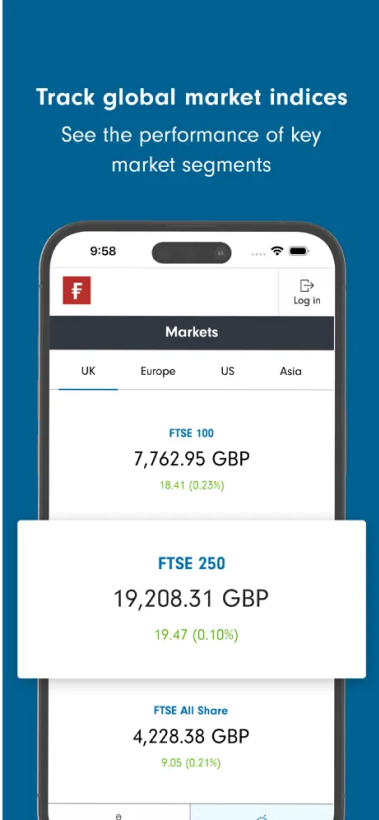 Track global market indices
See the performance of key
market segments
9:58
Log in
Markets
UK Europe US Asia
FTSE 100
7,762.95 GBP
18.41 (0.23%)
FTSE 250
19,208.31 GBP
19.47 (0.10%)
FTSE All Share
4,228.38 GBP
9.05 (0.21%)